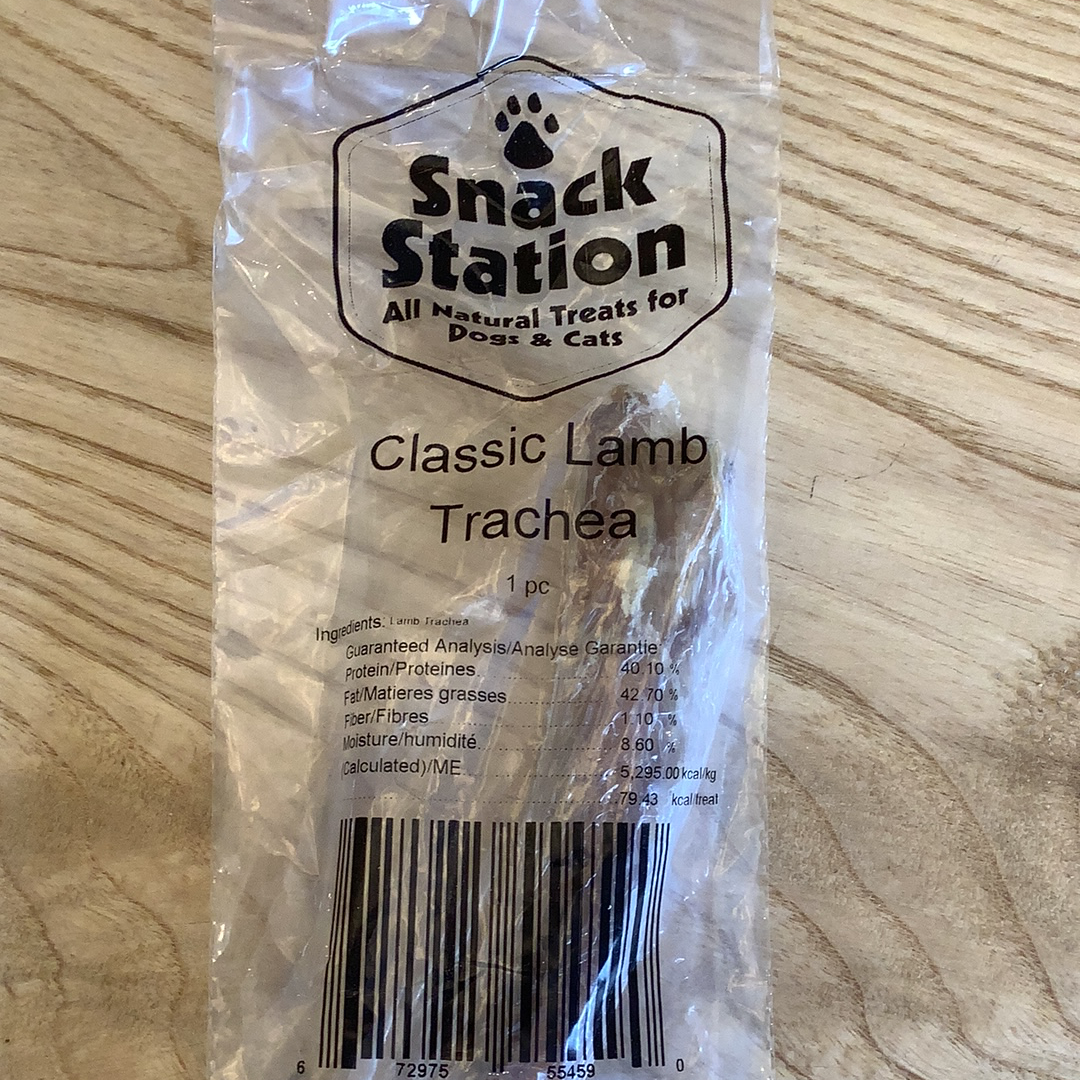 Snack
Station
All Natural Treats for
Dogs & Cats
Classic Lamb
Trachea
1 pc
Ingredients: Lamb Trachea
Guaranteed Analysis/Analyse Garantie
Protein/Proteines 40.10 %
Fat/Matieres grasses 42.70 %
Fiber/Fibres 1.10 %
Moisture/humidité 8.60 %
(Calculated)/ME 5,295.00 kcal/kg
79.43 kcal/treat
6 72975 55459 0